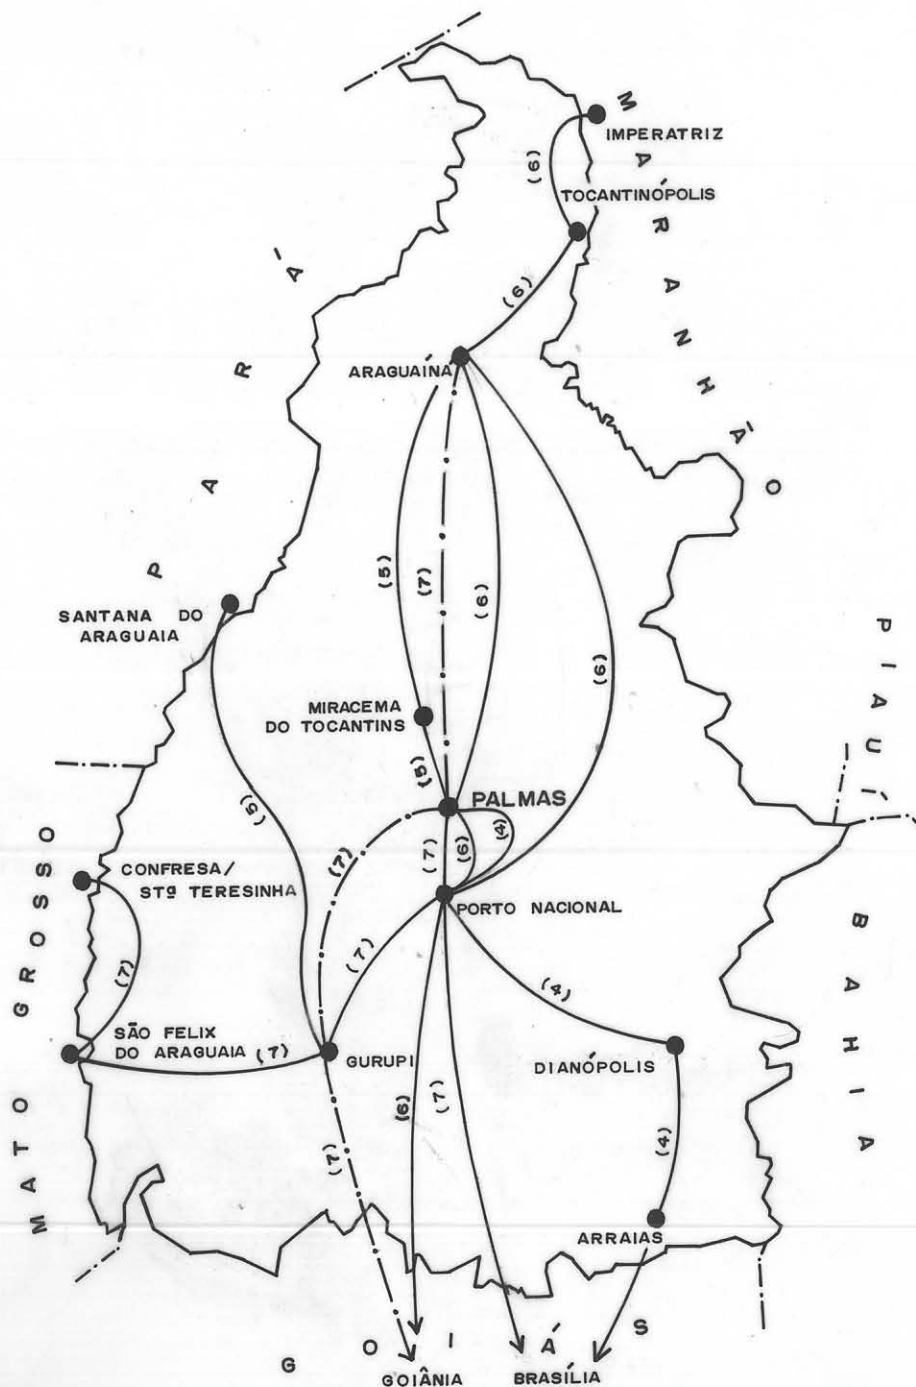 MARANHÃO
IMPERATRIZ
(6)
TOCANTINÓPOLIS
(6)
PARÁ
ARAGUAÍNA
(5)
(7)
(6)
(6)
SANTANA DO
ARAGUAIA
PIAUÍ
MIRACEMA
DO TOCANTINS
(5)
PALMAS
(5)
(7)
(7)
(6)
(4)
MATO GROSSO
CONFRESA/
STª TERESINHA
PORTO NACIONAL
BAHIA
(7)
(7)
(4)
SÃO FELIX
DO ARAGUAIA
(7)
GURUPI
DIANÓPOLIS
(6)
(7)
(4)
(7)
ARRAIAS
GOIÁS
GOIÂNIA
BRASÍLIA